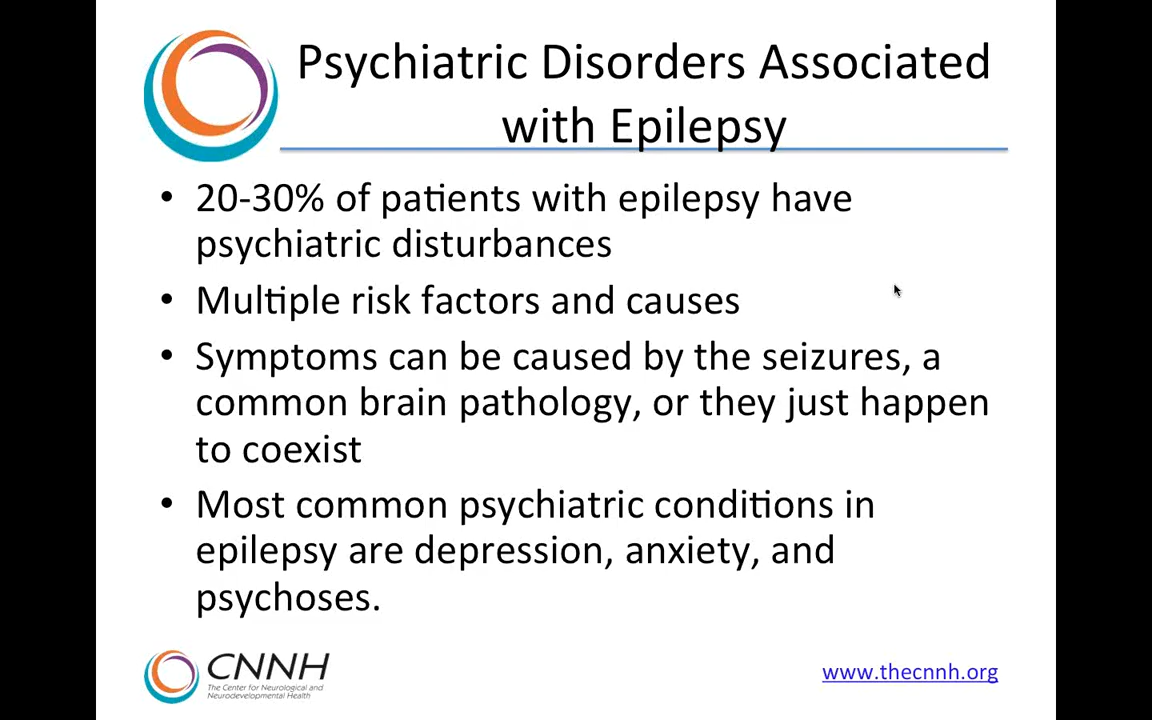 Psychiatric Disorders Associated
with Epilepsy
• 20-30% of patients with epilepsy have
psychiatric disturbances
• Multiple risk factors and causes
• Symptoms can be caused by the seizures, a
common brain pathology, or they just happen
to coexist
• Most common psychiatric conditions in
epilepsy are depression, anxiety, and
psychoses.
CNNH
The Center for Neurological and
Neurodevelopmental Health
www.thecnnh.org